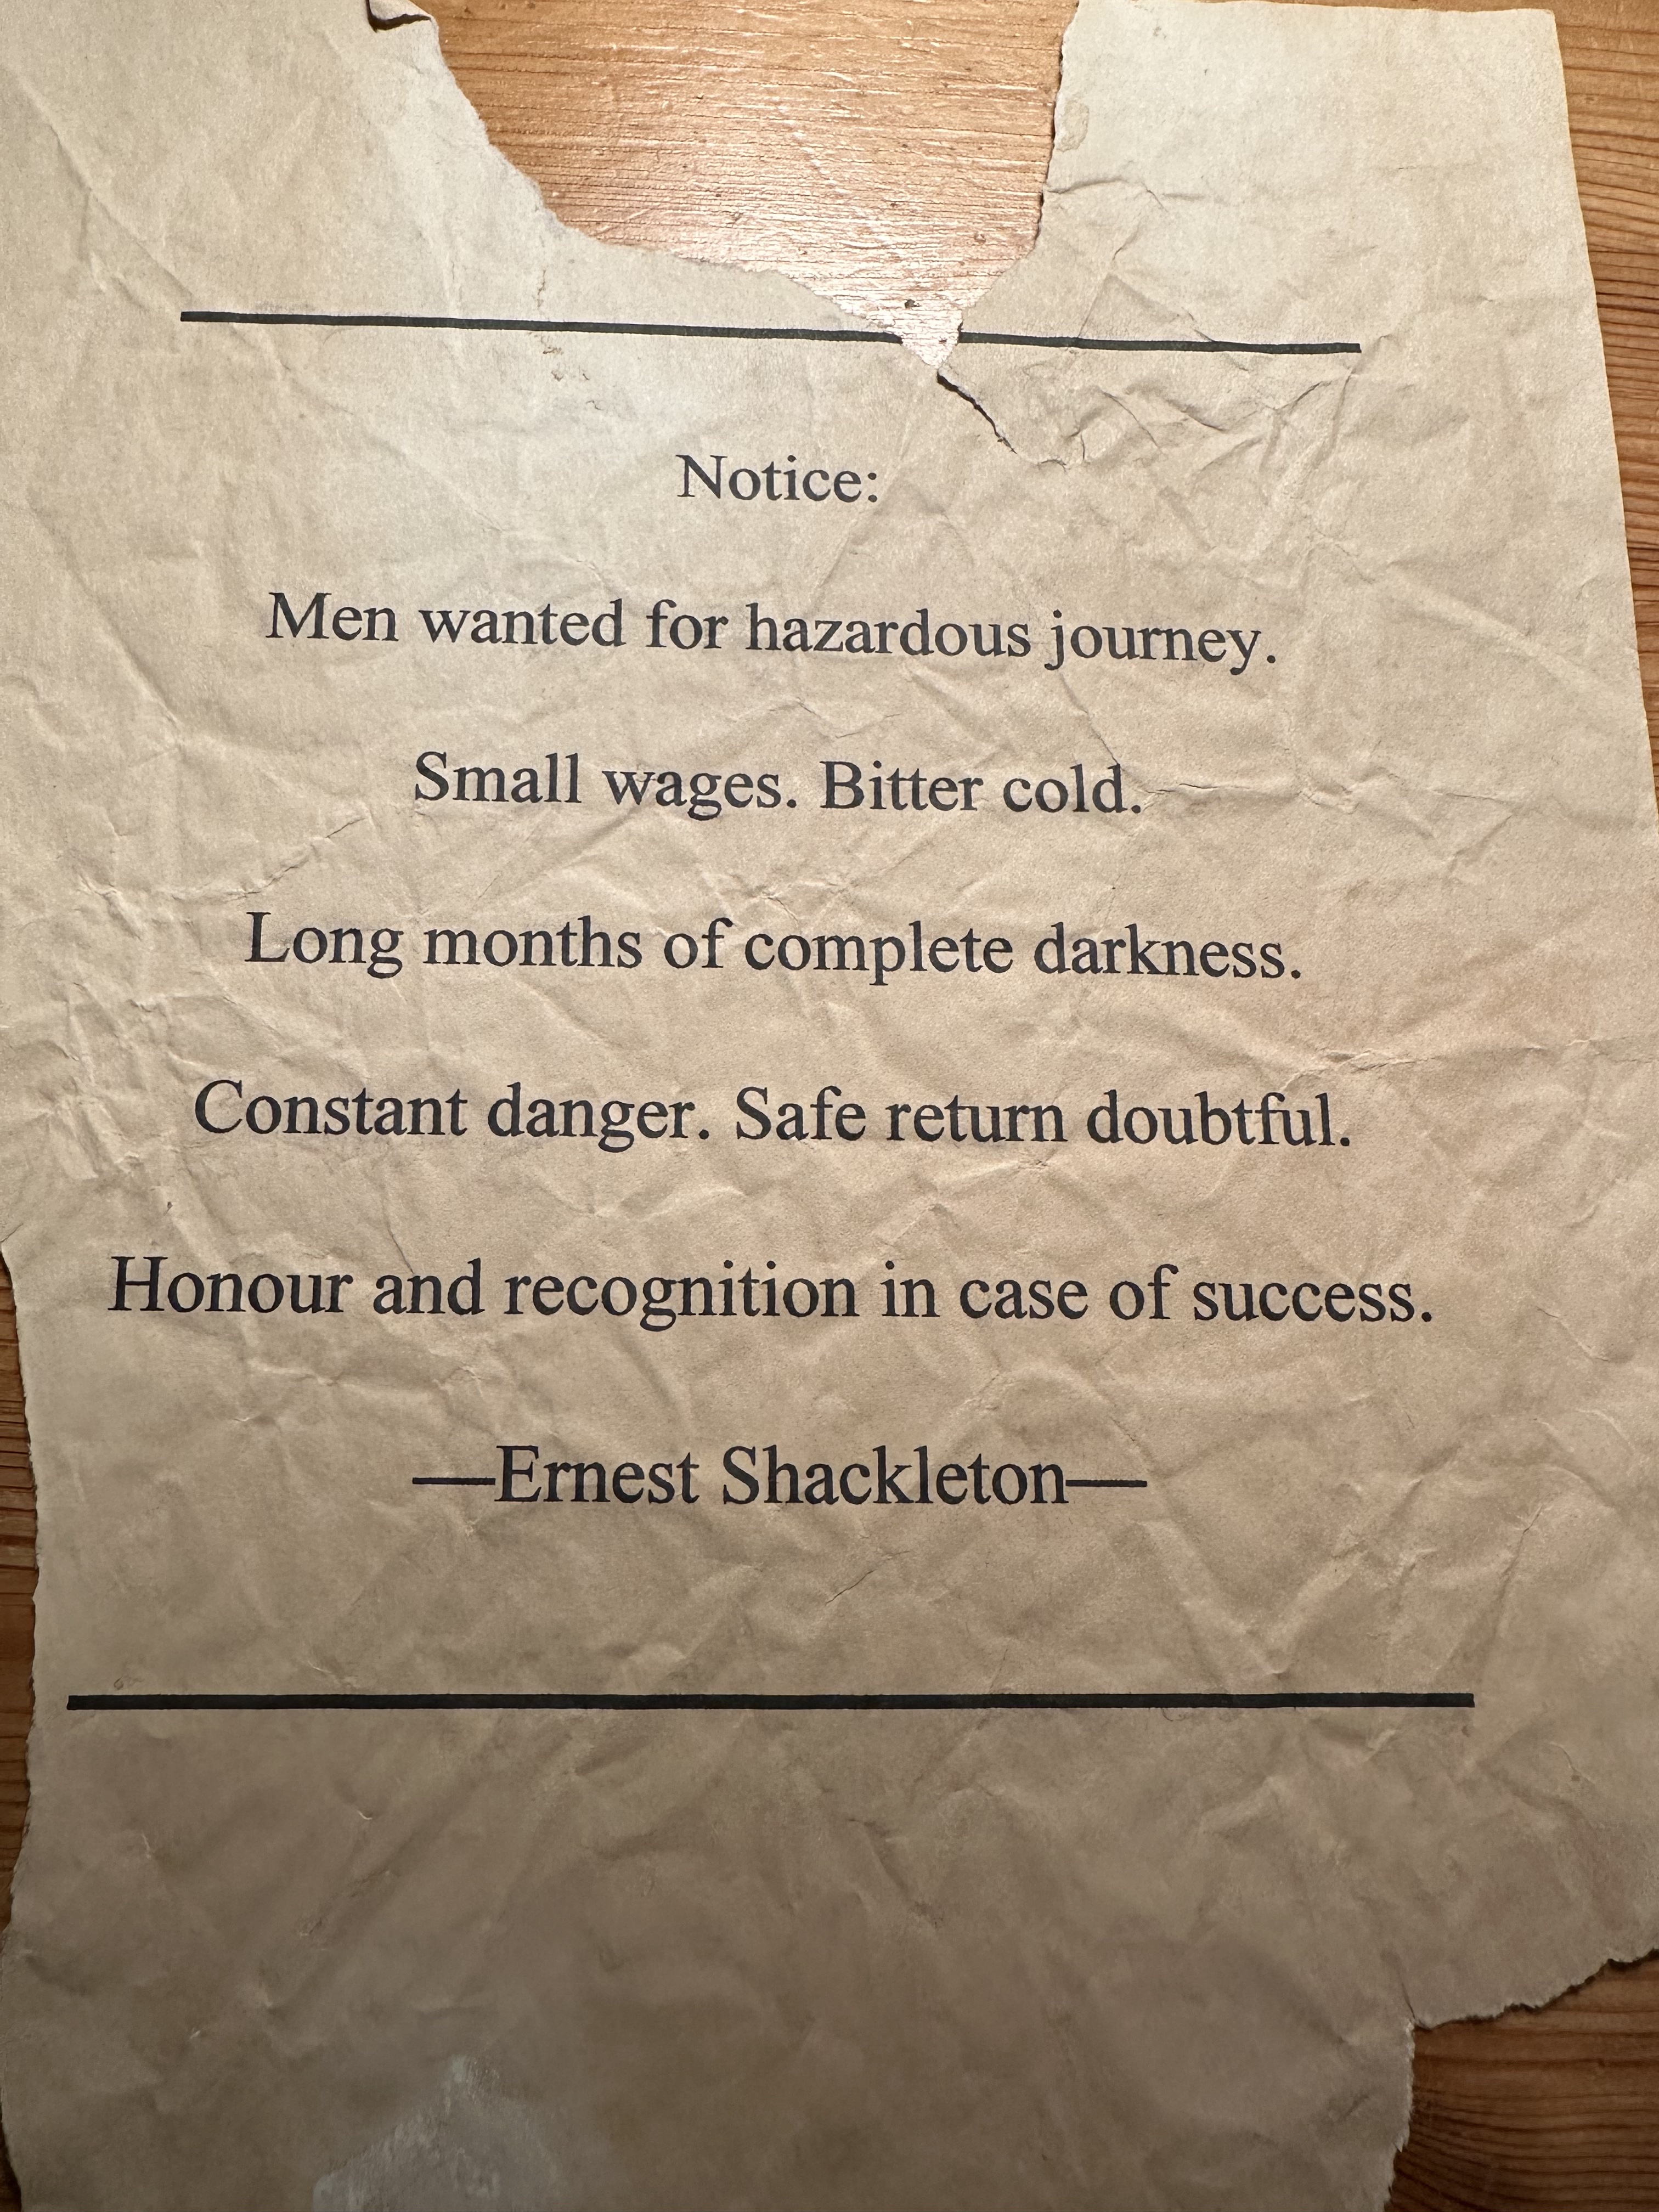 Notice:
Men wanted for hazardous journey.
Small wages. Bitter cold.
Long months of complete darkness.
Constant danger. Safe return doubtful.
Honour and recognition in case of success.
—Ernest Shackleton—